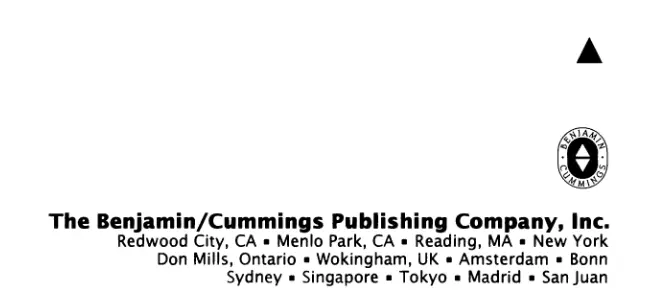 BENJAMIN
CUMMINGS
The Benjamin/Cummings Publishing Company, Inc.
Redwood City, CA ▪ Menlo Park, CA ▪ Reading, MA ▪ New York
Don Mills, Ontario ▪ Wokingham, UK ▪ Amsterdam ▪ Bonn
Sydney ▪ Singapore ▪ Tokyo ▪ Madrid ▪ San Juan